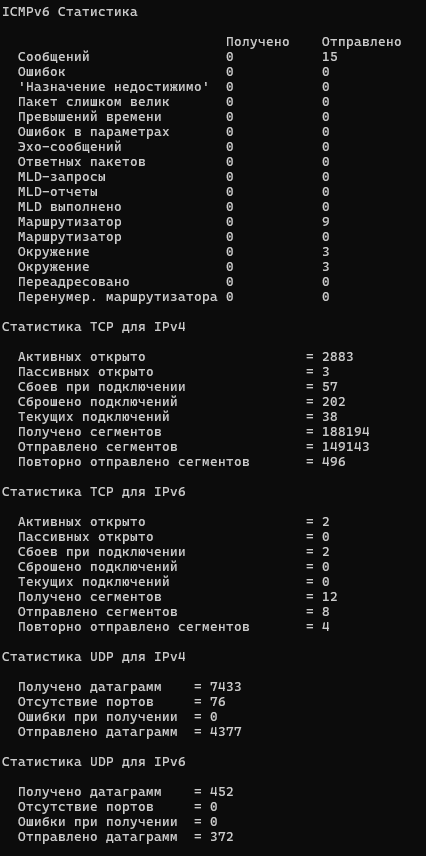 ICMPv6 Статистика
Получено Отправлено
Сообщений 0 15
Ошибок 0 0
'Назначение недостижимо' 0 0
Пакет слишком велик 0 0
Превышений времени 0 0
Ошибок в параметрах 0 0
Эхо-сообщений 0 0
Ответных пакетов 0 0
MLD-запросы 0 0
MLD-отчеты 0 0
MLD выполнено 0 0
Маршрутизатор 0 9
Маршрутизатор 0 0
Окружение 0 3
Окружение 0 3
Переадресовано 0 0
Перенумер. маршрутизатора 0 0
Статистика TCP для IPv4
Активных открыто = 2883
Пассивных открыто = 3
Сбоев при подключении = 57
Сброшено подключений = 202
Текущих подключений = 38
Получено сегментов = 188194
Отправлено сегментов = 149143
Повторно отправлено сегментов = 496
Статистика TCP для IPv6
Активных открыто = 2
Пассивных открыто = 0
Сбоев при подключении = 2
Сброшено подключений = 0
Текущих подключений = 0
Получено сегментов = 12
Отправлено сегментов = 8
Повторно отправлено сегментов = 4
Статистика UDP для IPv4
Получено датаграмм = 7433
Отсутствие портов = 76
Ошибки при получении = 0
Отправлено датаграмм = 4377
Статистика UDP для IPv6
Получено датаграмм = 452
Отсутствие портов = 0
Ошибки при получении = 0
Отправлено датаграмм = 372